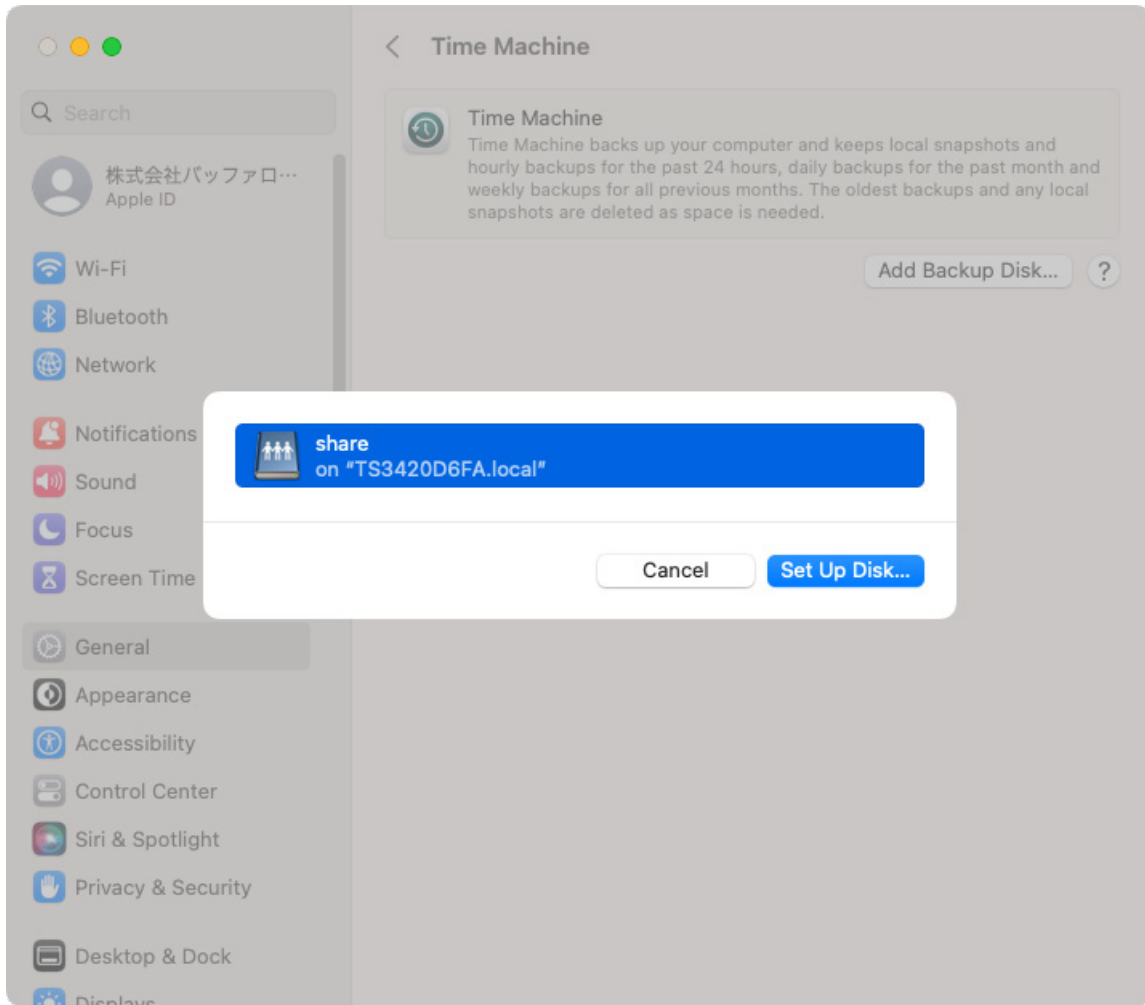 Time Machine
Search
株式会社バッファロ…
Apple ID
Wi-Fi
Bluetooth
Network
Notifications
Sound
Focus
Screen Time
General
Appearance
Accessibility
Control Center
Siri & Spotlight
Privacy & Security
Desktop & Dock
Displays
Time Machine
Time Machine backs up your computer and keeps local snapshots and
hourly backups for the past 24 hours, daily backups for the past month and
weekly backups for all previous months. The oldest backups and any local
snapshots are deleted as space is needed.
Add Backup Disk... ?
share
on “TS3420D6FA.local”
Cancel Set Up Disk...